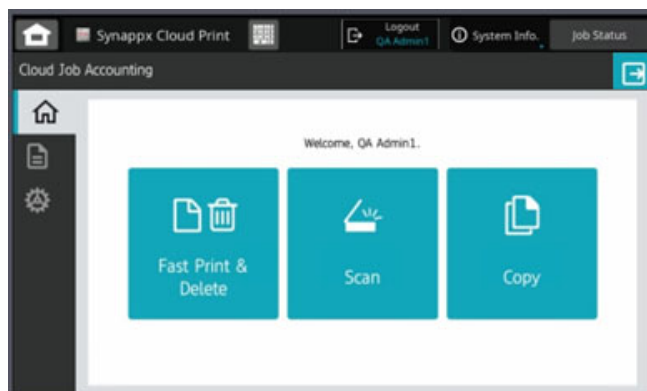 Synappx Cloud Print
Logout
QA Admin1
System Info.
Job Status
Cloud Job Accounting
Welcome, QA Admin1.
Fast Print &
Delete
Scan
Copy